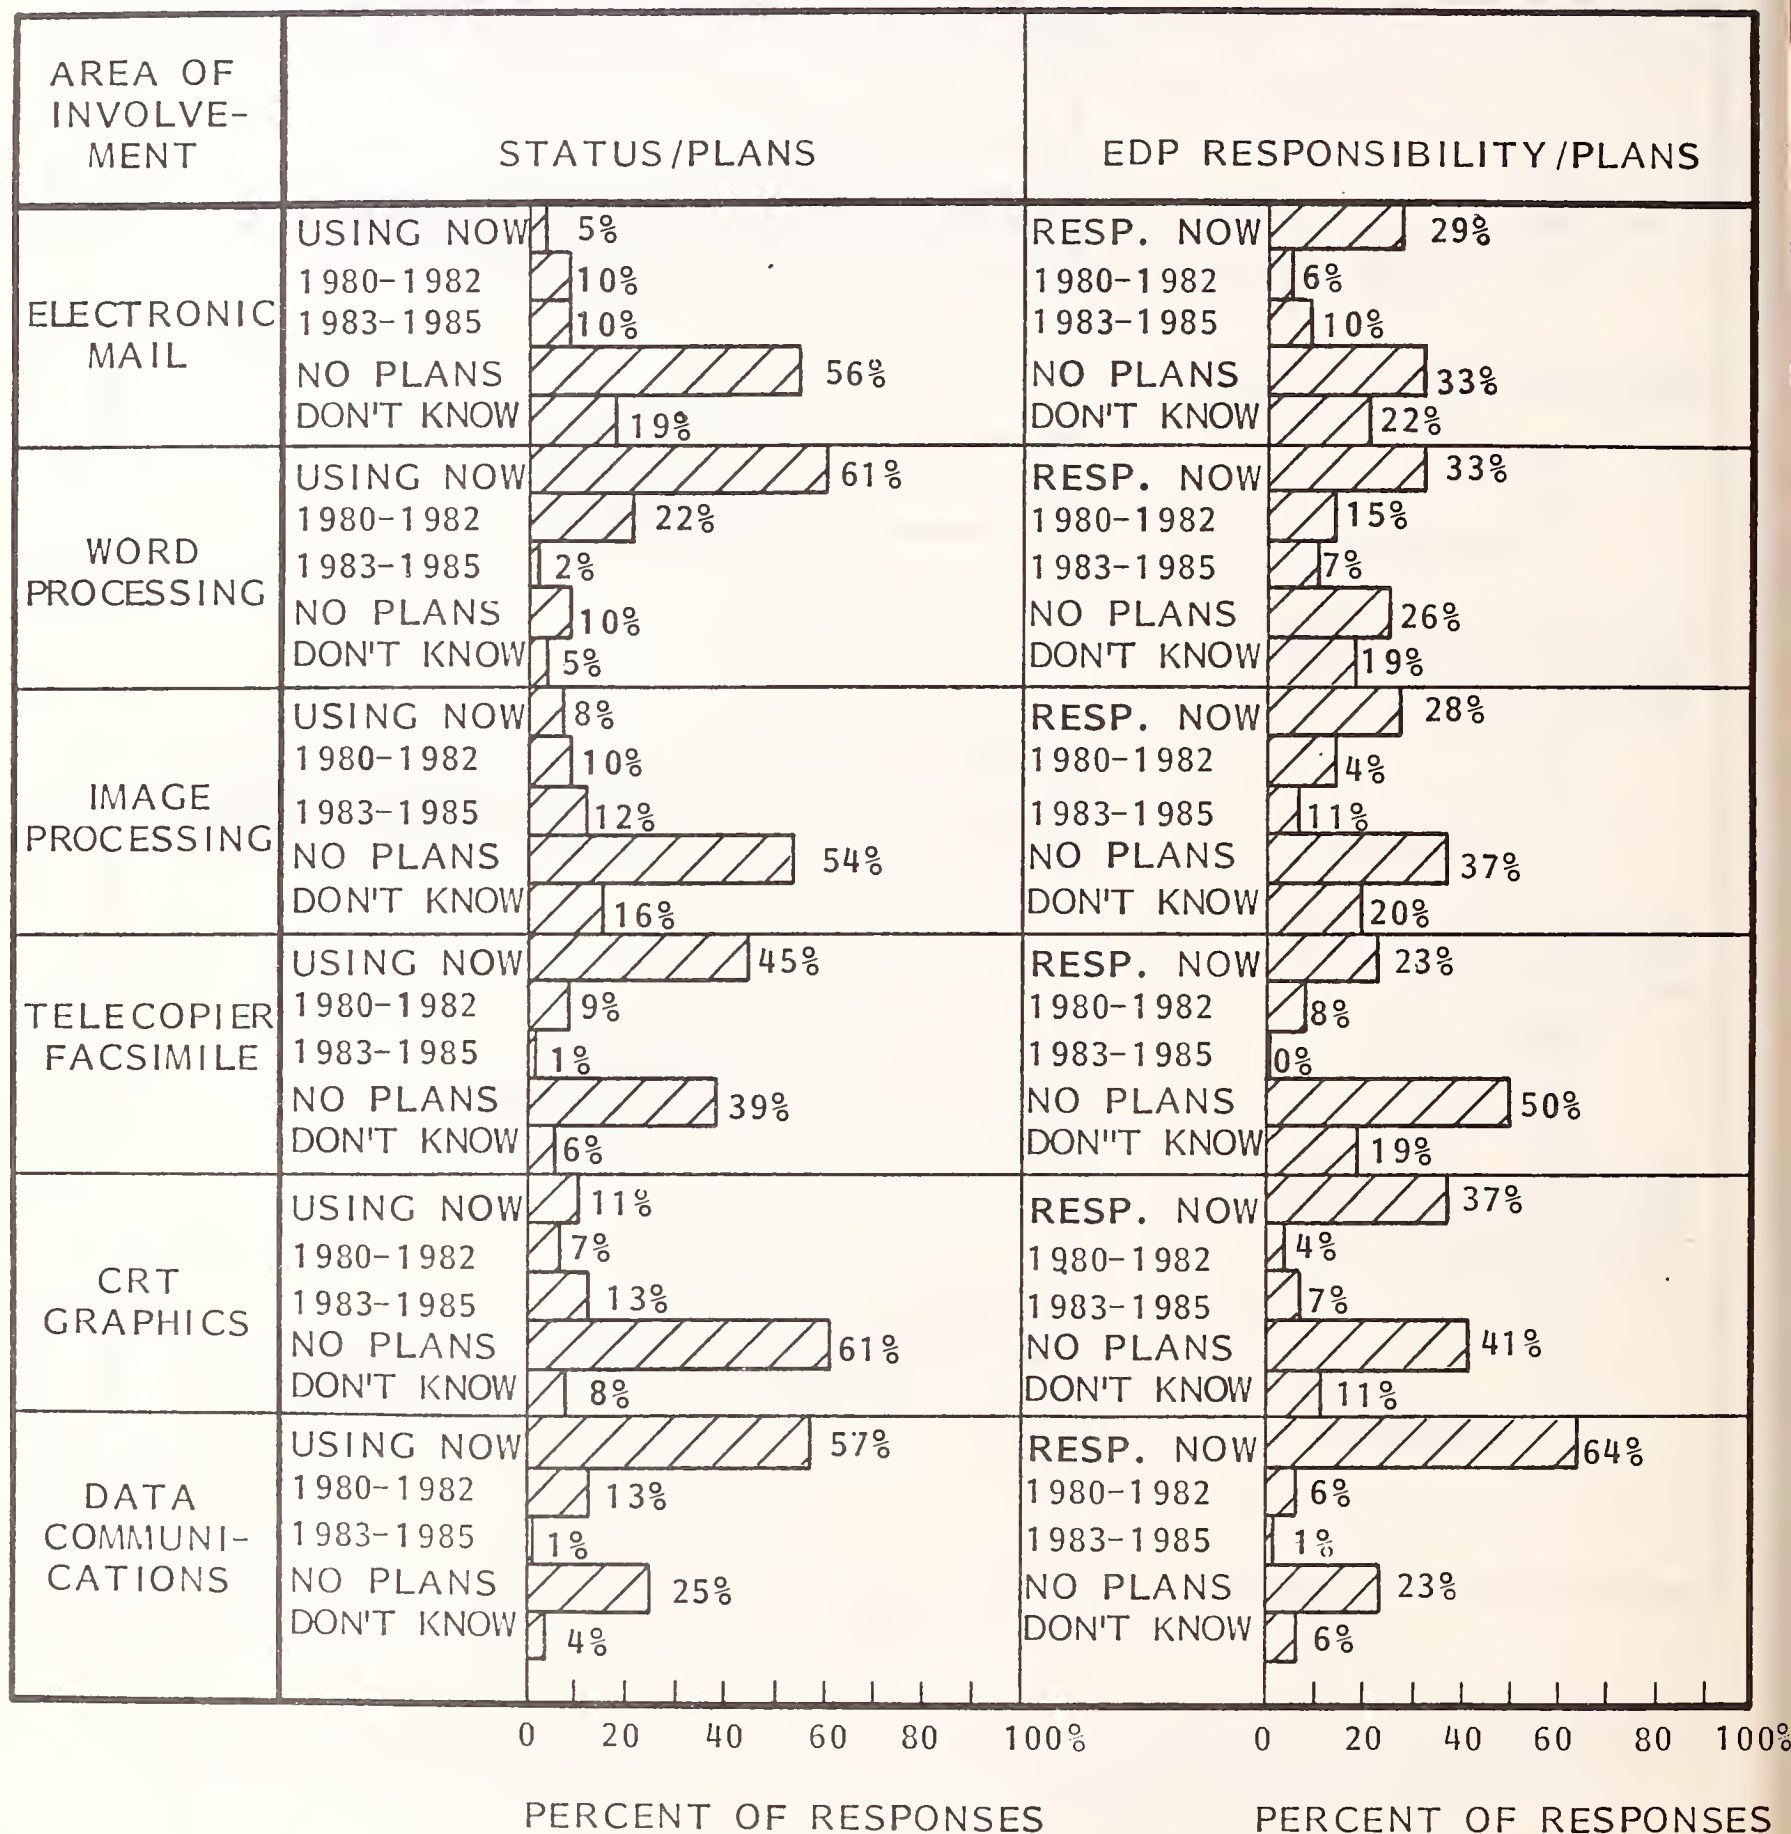 AREA OF
INVOLVE-
MENT
STATUS/PLANS
EDP RESPONSIBILITY/PLANS
ELECTRONIC
MAIL
USING NOW 5%
1980-1982 10%
1983-1985 10%
NO PLANS 56%
DON'T KNOW 19%
RESP. NOW 29%
1980-1982 6%
1983-1985 10%
NO PLANS 33%
DON'T KNOW 22%
WORD
PROCESSING
USING NOW 61%
1980-1982 22%
1983-1985 2%
NO PLANS 10%
DON'T KNOW 5%
RESP. NOW 33%
1980-1982 15%
1983-1985 7%
NO PLANS 26%
DON'T KNOW 19%
IMAGE
PROCESSING
USING NOW 8%
1980-1982 10%
1983-1985 12%
NO PLANS 54%
DON'T KNOW 16%
RESP. NOW 28%
1980-1982 4%
1983-1985 11%
NO PLANS 37%
DON'T KNOW 20%
TELECOPIER
FACSIMILE
USING NOW 45%
1980-1982 9%
1983-1985 1%
NO PLANS 39%
DON'T KNOW 6%
RESP. NOW 23%
1980-1982 8%
1983-1985 0%
NO PLANS 50%
DON"T KNOW 19%
CRT
GRAPHICS
USING NOW 11%
1980-1982 7%
1983-1985 13%
NO PLANS 61%
DON'T KNOW 8%
RESP. NOW 37%
1980-1982 4%
1983-1985 7%
NO PLANS 41%
DON'T KNOW 11%
DATA
COMMUNI-
CATIONS
USING NOW 57%
1980-1982 13%
1983-1985 1%
NO PLANS 25%
DON'T KNOW 4%
RESP. NOW 64%
1980-1982 6%
1983-1985 1%
NO PLANS 23%
DON'T KNOW 6%
0 20 40 60 80 100%
0 20 40 60 80 100%
PERCENT OF RESPONSES
PERCENT OF RESPONSES